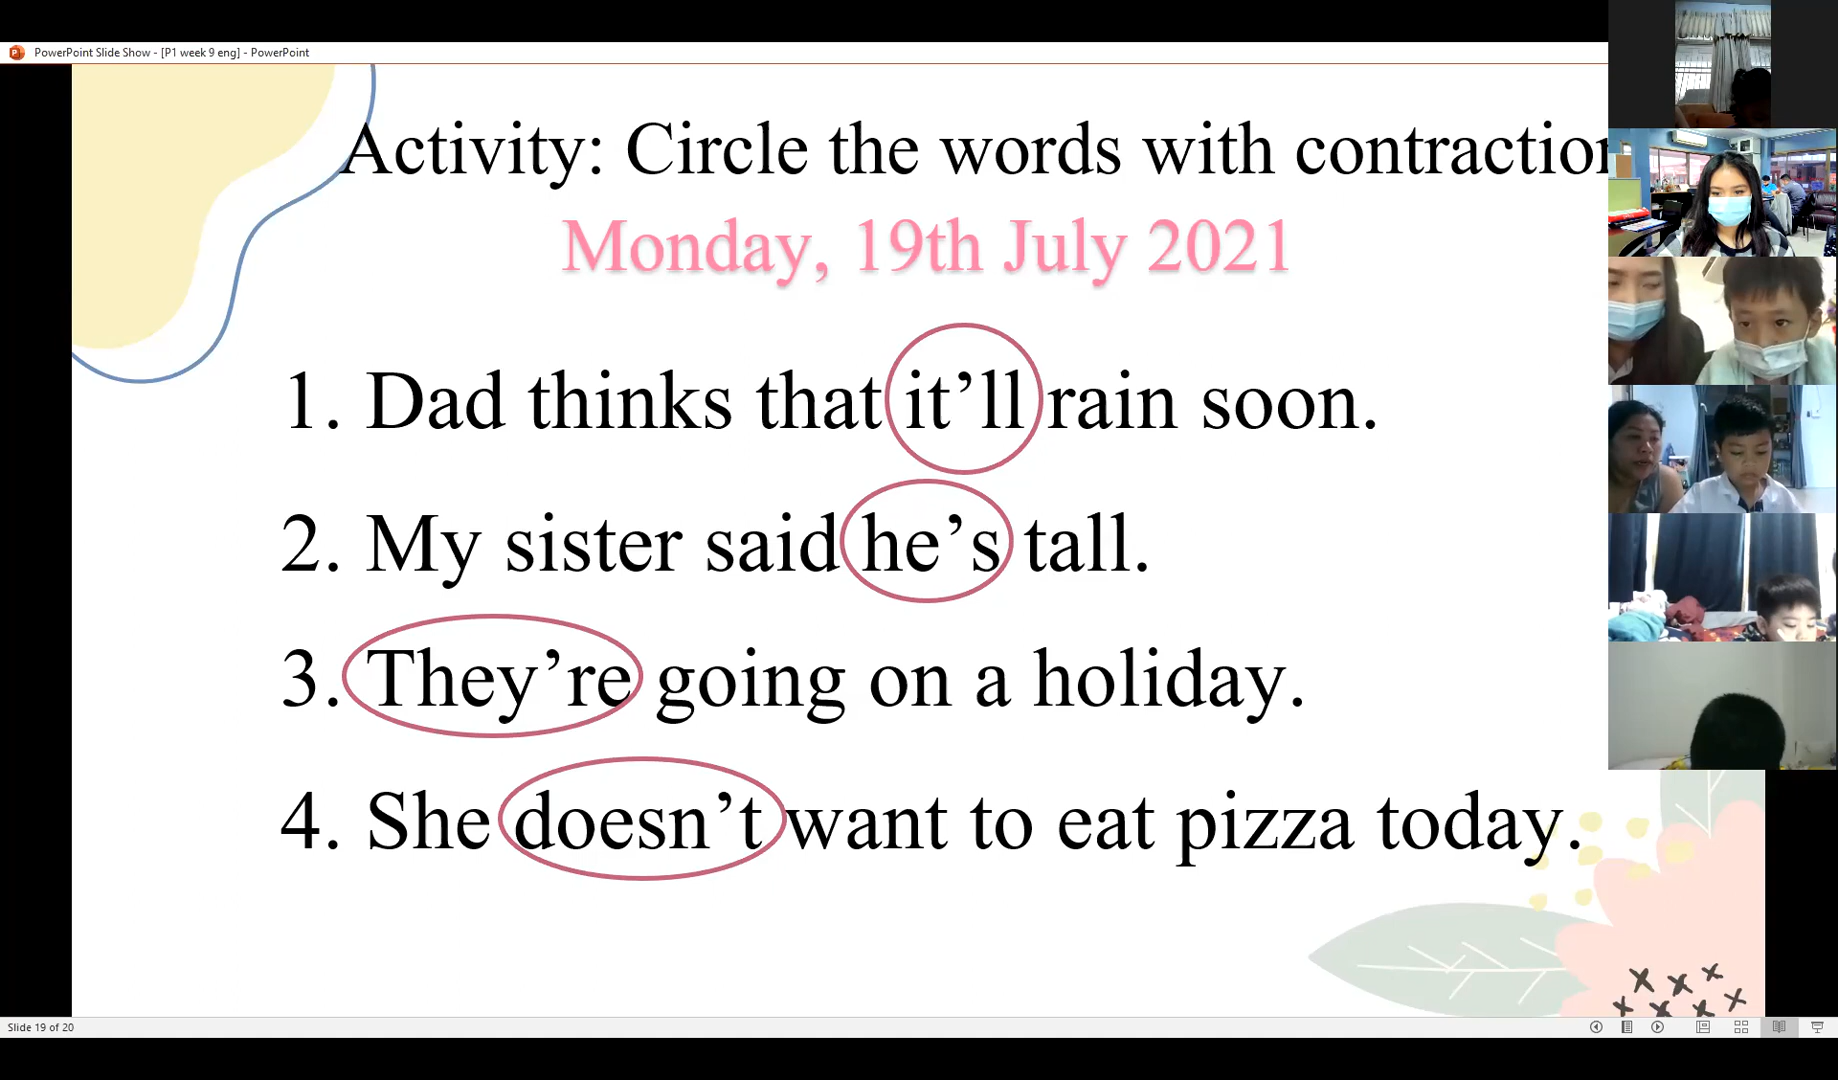 PowerPoint Slide Show - [P1 week 9 eng] - PowerPoint
Activity: Circle the words with contraction
Monday, 19th July 2021
1. Dad thinks that it’ll rain soon.
2. My sister said he’s tall.
3. They’re going on a holiday.
4. She doesn’t want to eat pizza today.
Slide 19 of 20